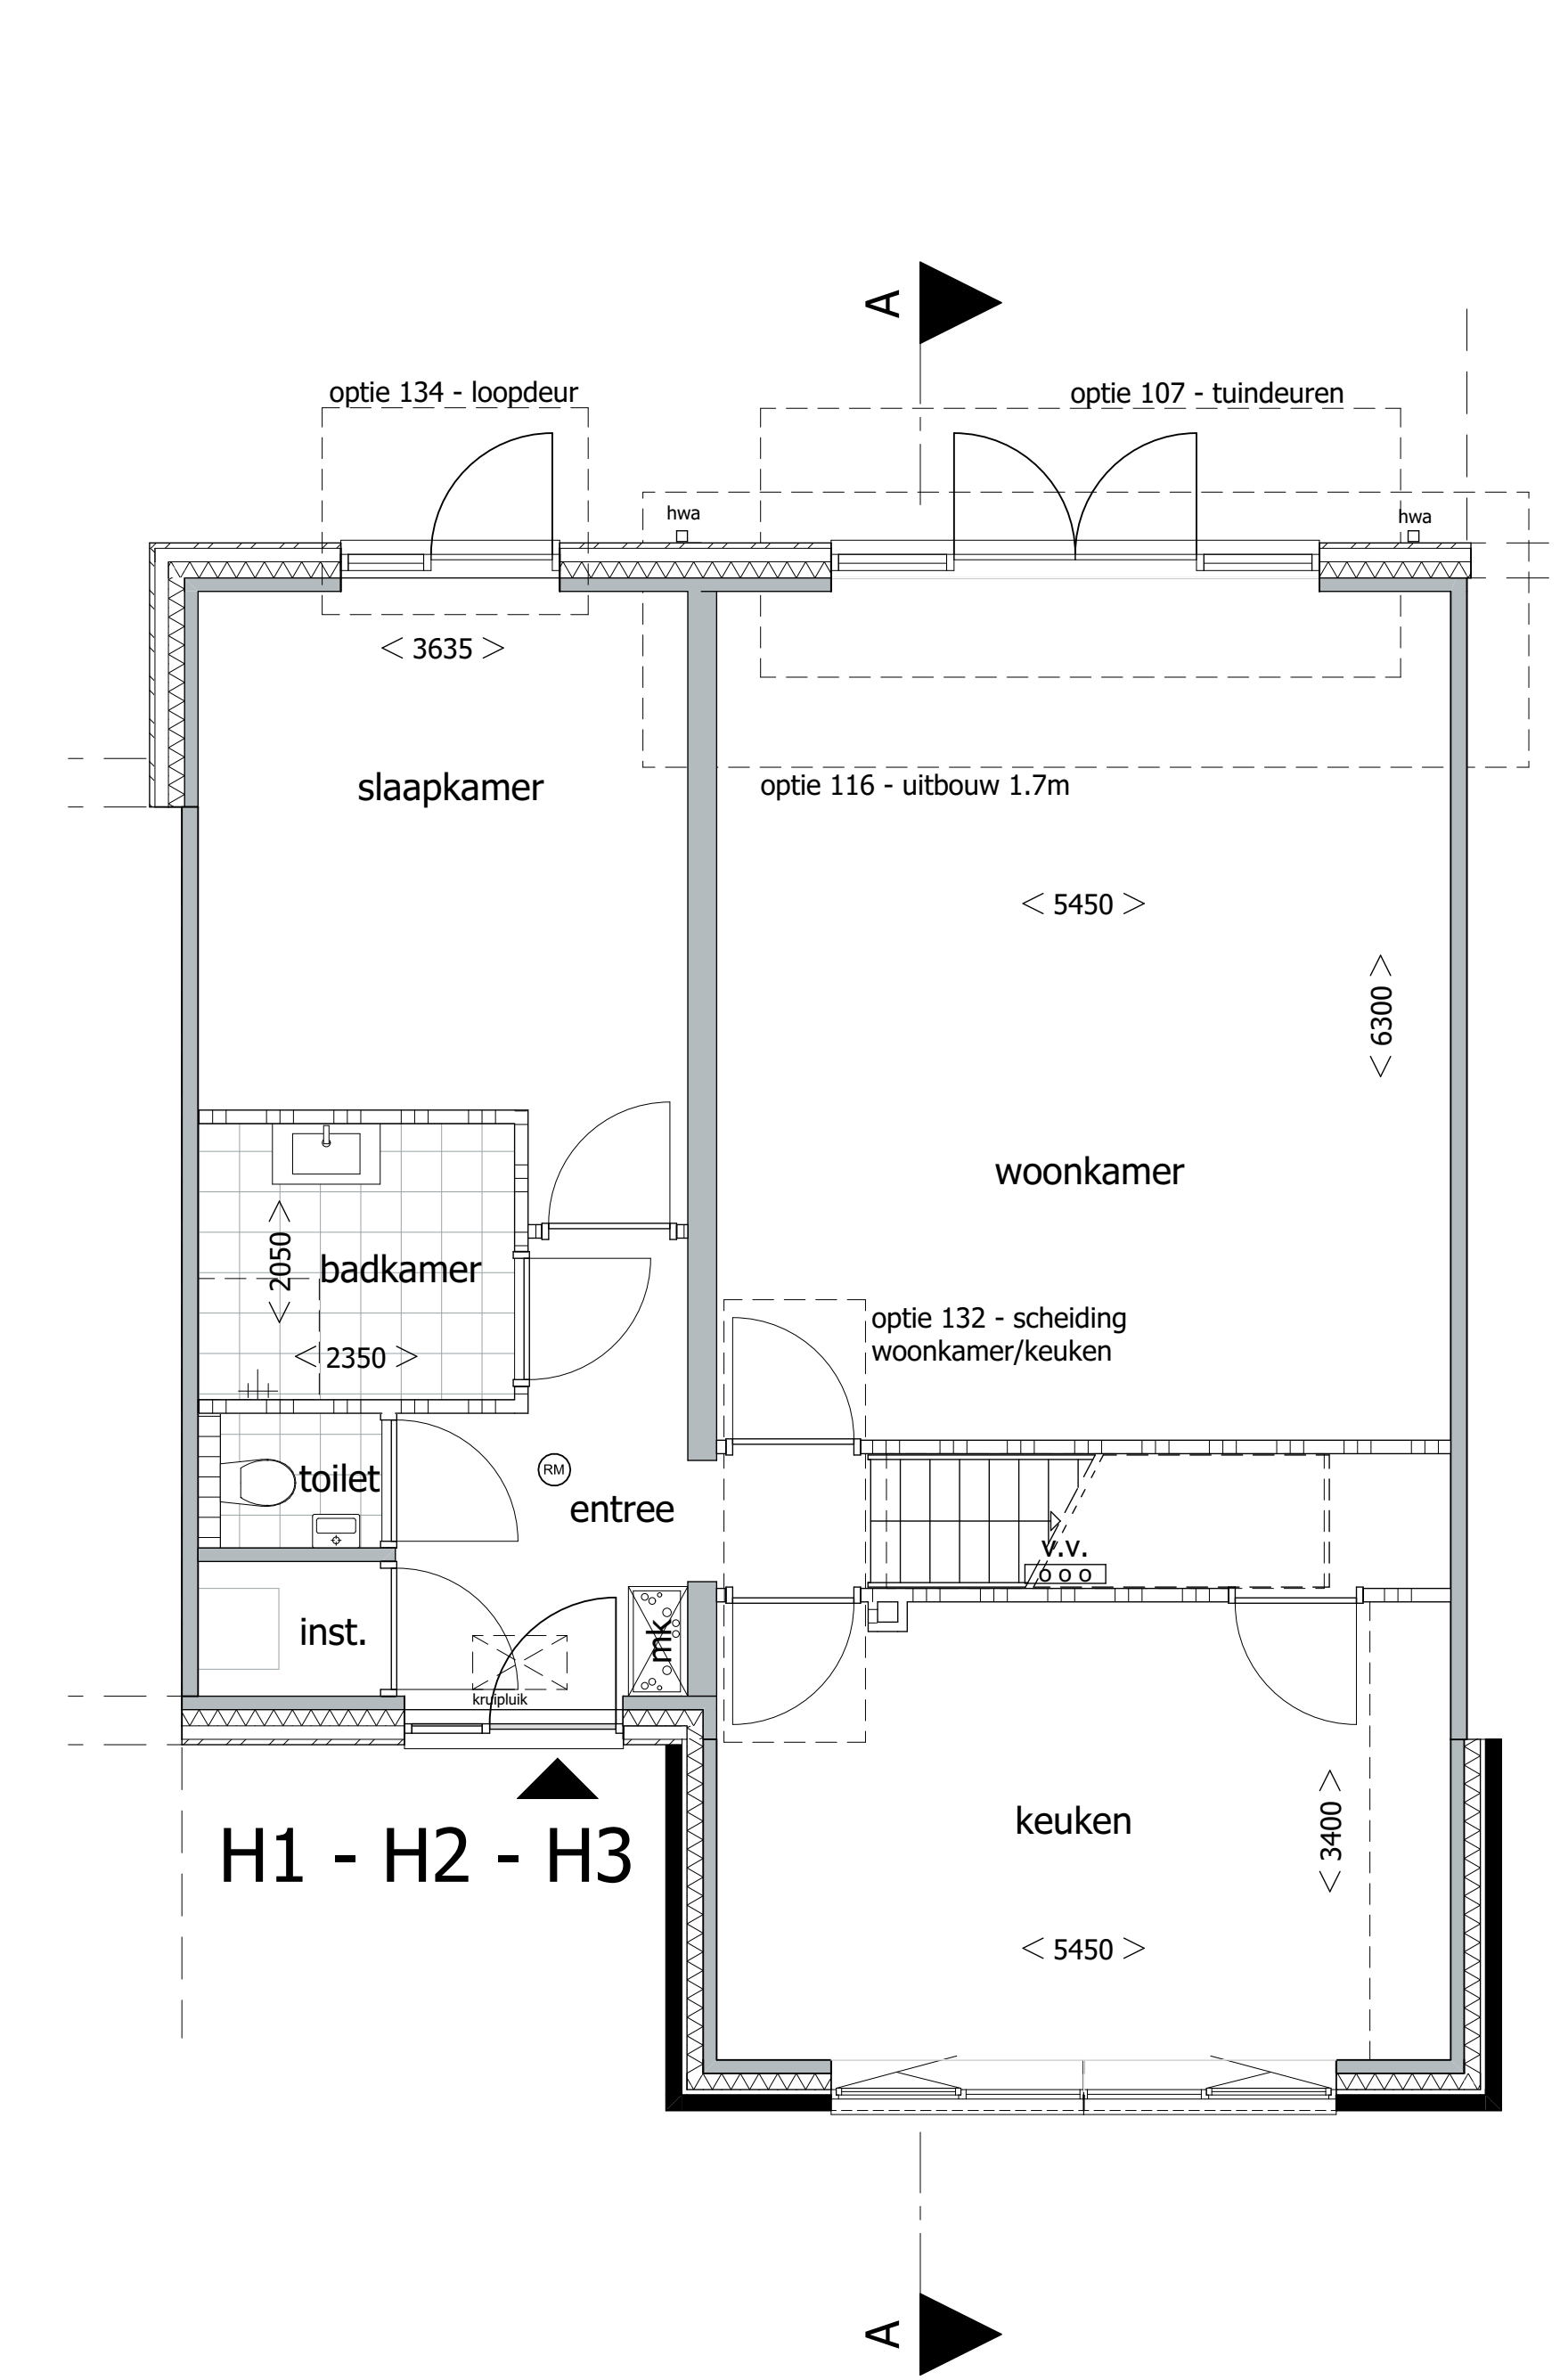 A
optie 134 - loopdeur
optie 107 - tuindeuren
hwa
hwa
< 3635 >
slaapkamer
optie 116 - uitbouw 1.7m
< 5450 >
< 6300 >
woonkamer
< 2050 >
badkamer
< 2350 >
optie 132 - scheiding
woonkamer/keuken
toilet
RM
entree
v.v.
o o o
inst.
mk
kruipluik
H1 - H2 - H3
keuken
< 3400 >
< 5450 >
A